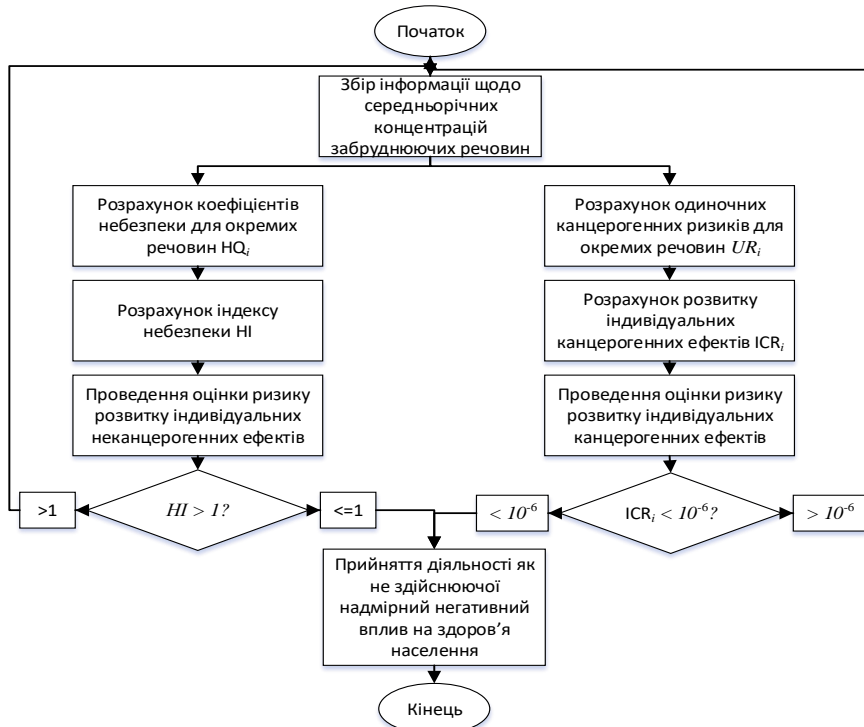 Початок
Збір інформації щодо
середньорічних
концентрацій
забруднюючих речовин
Розрахунок коефіцієнтів
небезпеки для окремих
речовин HQi
Розрахунок індексу
небезпеки HI
Проведення оцінки ризику
розвитку індивідуальних
неканцерогенних ефектів
HI > 1?
>1
<=1
Розрахунок одиночних
канцерогенних ризиків для
окремих речовин URi
Розрахунок розвитку
індивідуальних
канцерогенних ефектів ICRi
Проведення оцінки ризику
розвитку індивідуальних
канцерогенних ефектів
ICRi < 10⁻⁶?
< 10⁻⁶
> 10⁻⁶
Прийняття діяльності як
не здійснюючої
надмірний негативний
вплив на здоров’я
населення
Кінець